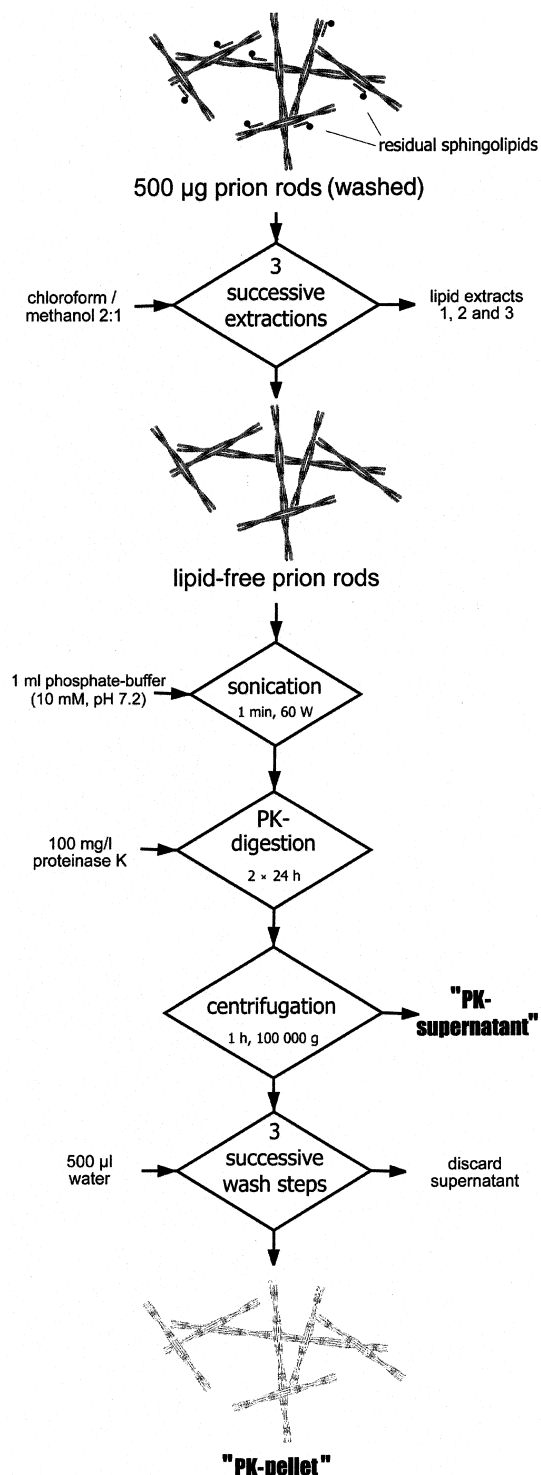 residual sphingolipids
500 µg prion rods (washed)
chloroform /
methanol 2:1
3
successive
extractions
lipid extracts
1, 2 and 3
lipid-free prion rods
1 ml phosphate-buffer
(10 mM, pH 7.2)
sonication
1 min, 60 W
100 mg/l
proteinase K
PK-
digestion
2 × 24 h
centrifugation
1 h, 100 000 g
"PK-
supernatant"
500 µl
water
3
successive
wash steps
discard
supernatant
"PK-pellet"